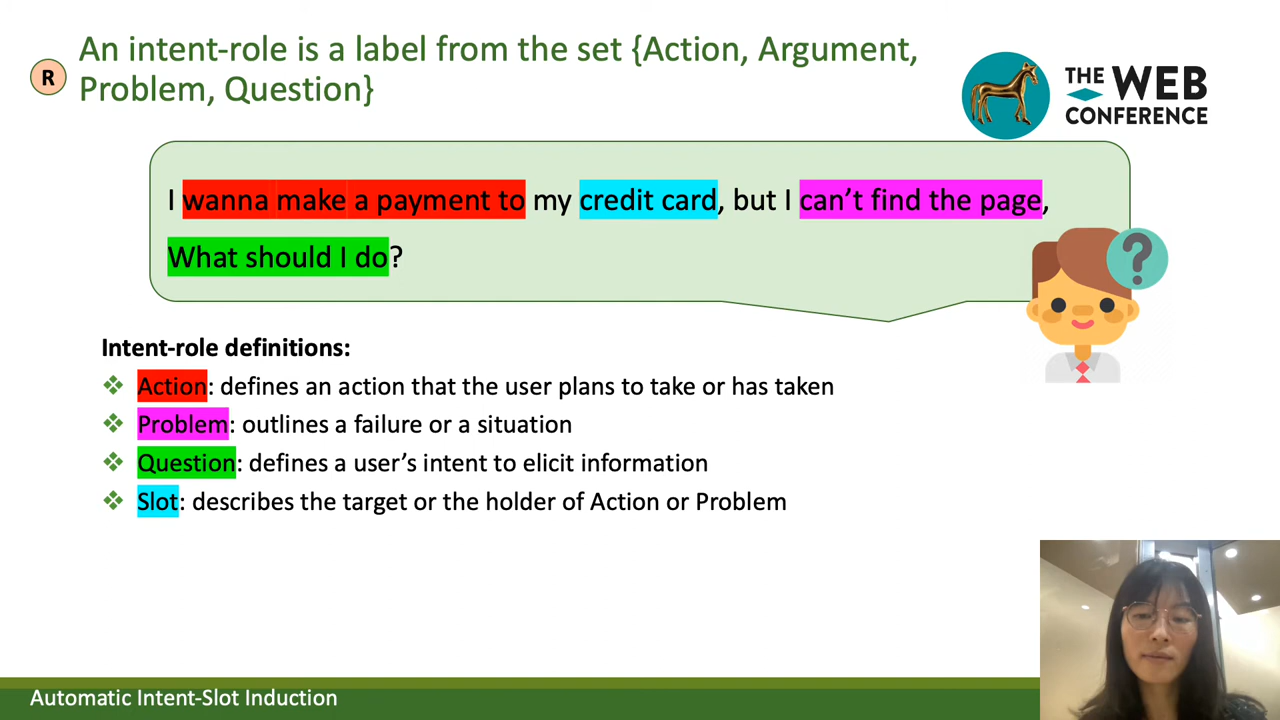 R
An intent-role is a label from the set {Action, Argument,
Problem, Question}
THE WEB
CONFERENCE
I wanna make a payment to my credit card, but I can’t find the page,
What should I do?
?
Intent-role definitions:
❖ Action: defines an action that the user plans to take or has taken
❖ Problem: outlines a failure or a situation
❖ Question: defines a user’s intent to elicit information
❖ Slot: describes the target or the holder of Action or Problem
Automatic Intent-Slot Induction